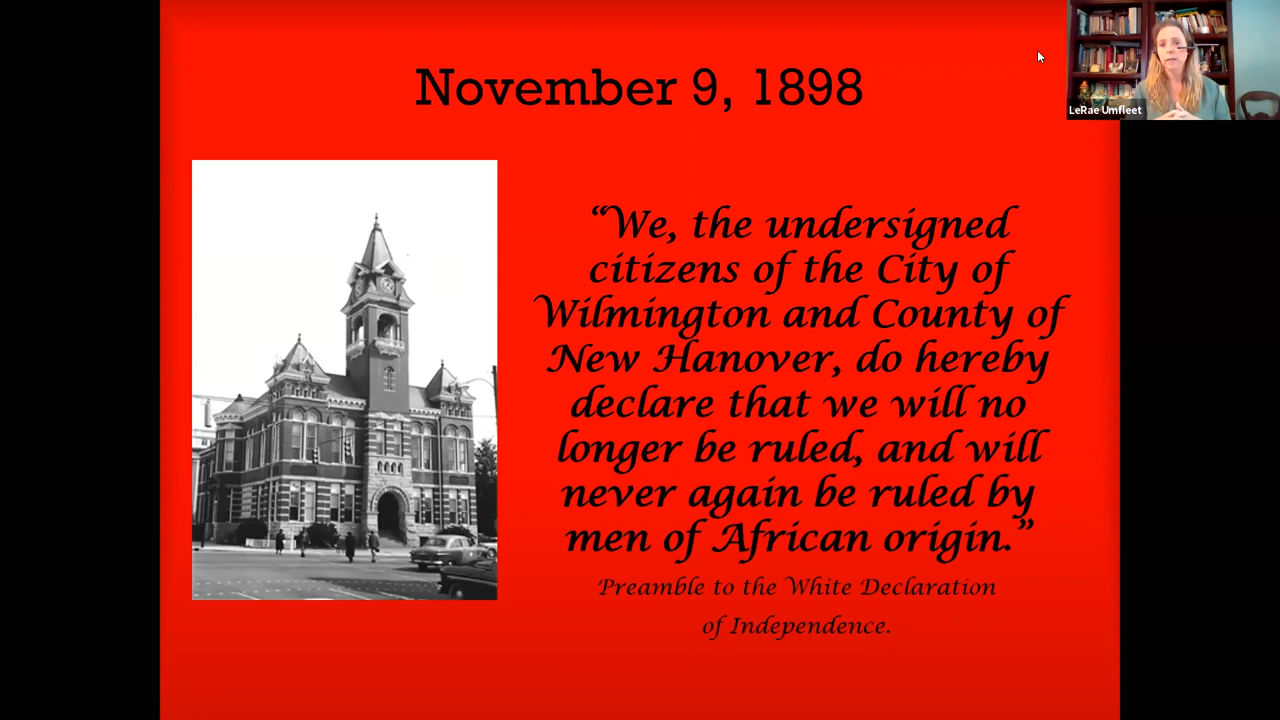 November 9, 1898
LeRae Umfleet
“We, the undersigned
citizens of the City of
Wilmington and County of
New Hanover, do hereby
declare that we will no
longer be ruled, and will
never again be ruled by
men of African origin.”
Preamble to the White Declaration
of Independence.